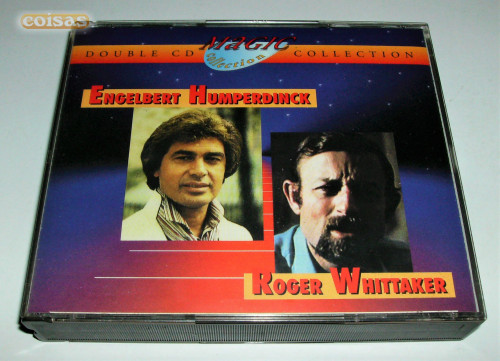 coisas
DOUBLE CD MAGIC Collection COLLECTION
ENGELBERT HUMPERDINCK
ROGER WHITTAKER